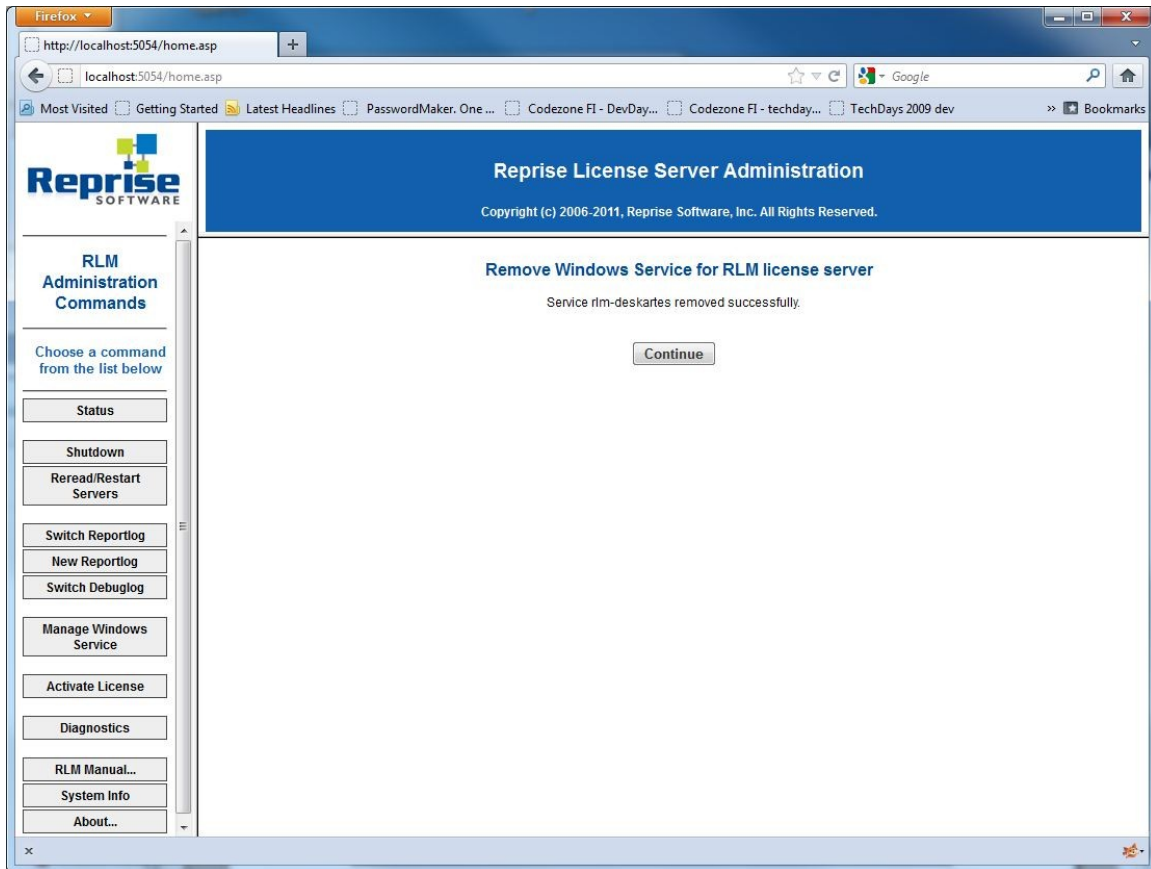 Firefox
http://localhost:5054/home.asp
localhost:5054/home.asp
Google
Most Visited Getting Started Latest Headlines PasswordMaker. One ... Codezone FI - DevDay... Codezone FI - techday... TechDays 2009 dev » Bookmarks
Reprise
SOFTWARE
Reprise License Server Administration
Copyright (c) 2006-2011, Reprise Software, Inc. All Rights Reserved.
RLM
Administration
Commands
Choose a command
from the list below
Status
Shutdown
Reread/Restart
Servers
Switch Reportlog
New Reportlog
Switch Debuglog
Manage Windows
Service
Activate License
Diagnostics
RLM Manual...
System Info
About...
Remove Windows Service for RLM license server
Service rlm-deskartes removed successfully.
Continue